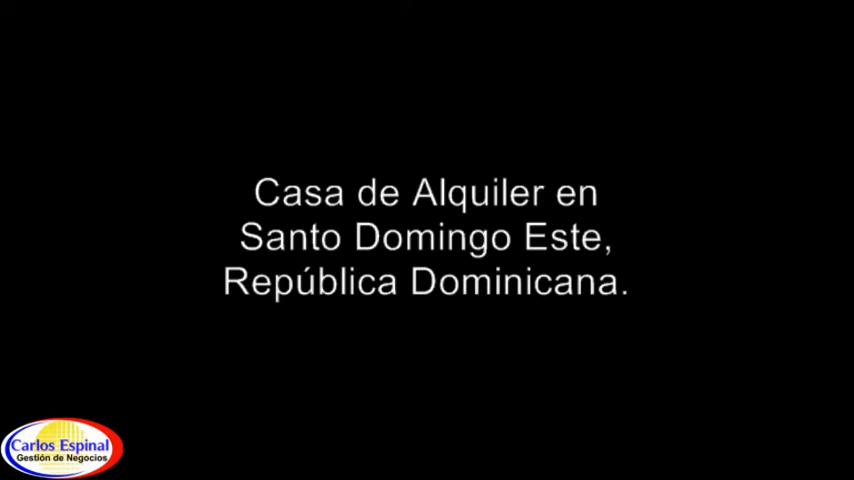 Casa de Alquiler en
Santo Domingo Este,
República Dominicana.
Carlos Espinal
Gestión de Negocios